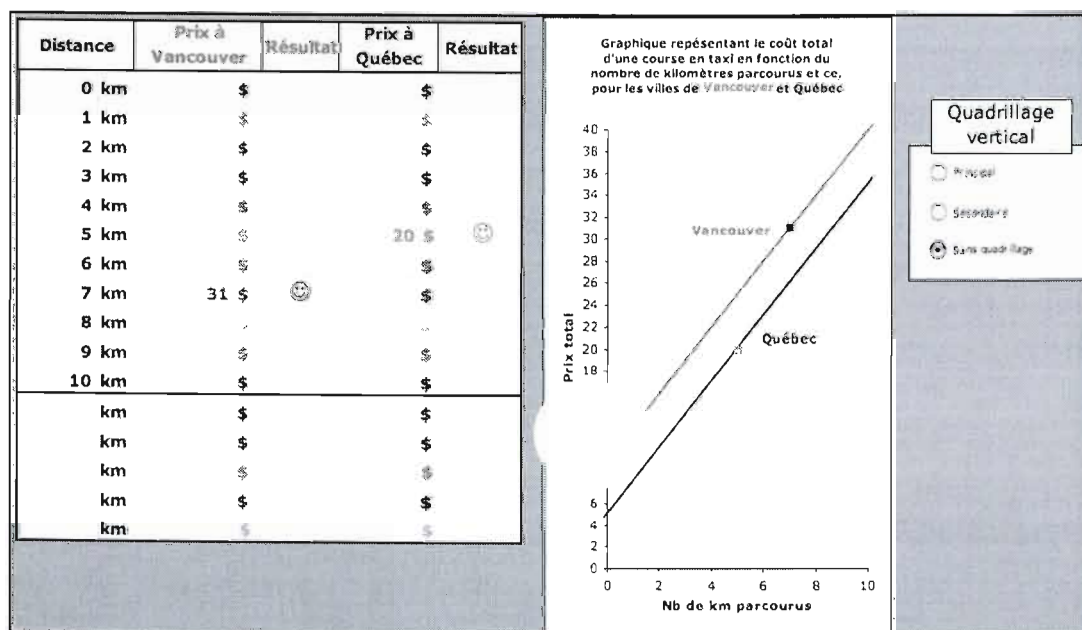 Distance Prix à Vancouver Résultat Prix à Québec Résultat
0 km $ $
1 km $ $
2 km $ $
3 km $ $
4 km $ $
5 km $ 20 $
6 km $ $
7 km 31 $ $
8 km
9 km $ $
10 km $ $
km $ $
km $ $
km $ $
km $ $
km $ $
Graphique repésentant le coût total
d'une course en taxi en fonction du
nombre de kilomètres parcourus et ce,
pour les villes de Vancouver et Québec
40
38
36
34
32
30
28
26
24
22
20
18
6
4
2
0
Prix total
Vancouver
Québec
0 2 4 6 8 10
Nb de km parcourus
Quadrillage
vertical
Principal
Secondaire
Sans quadrillage